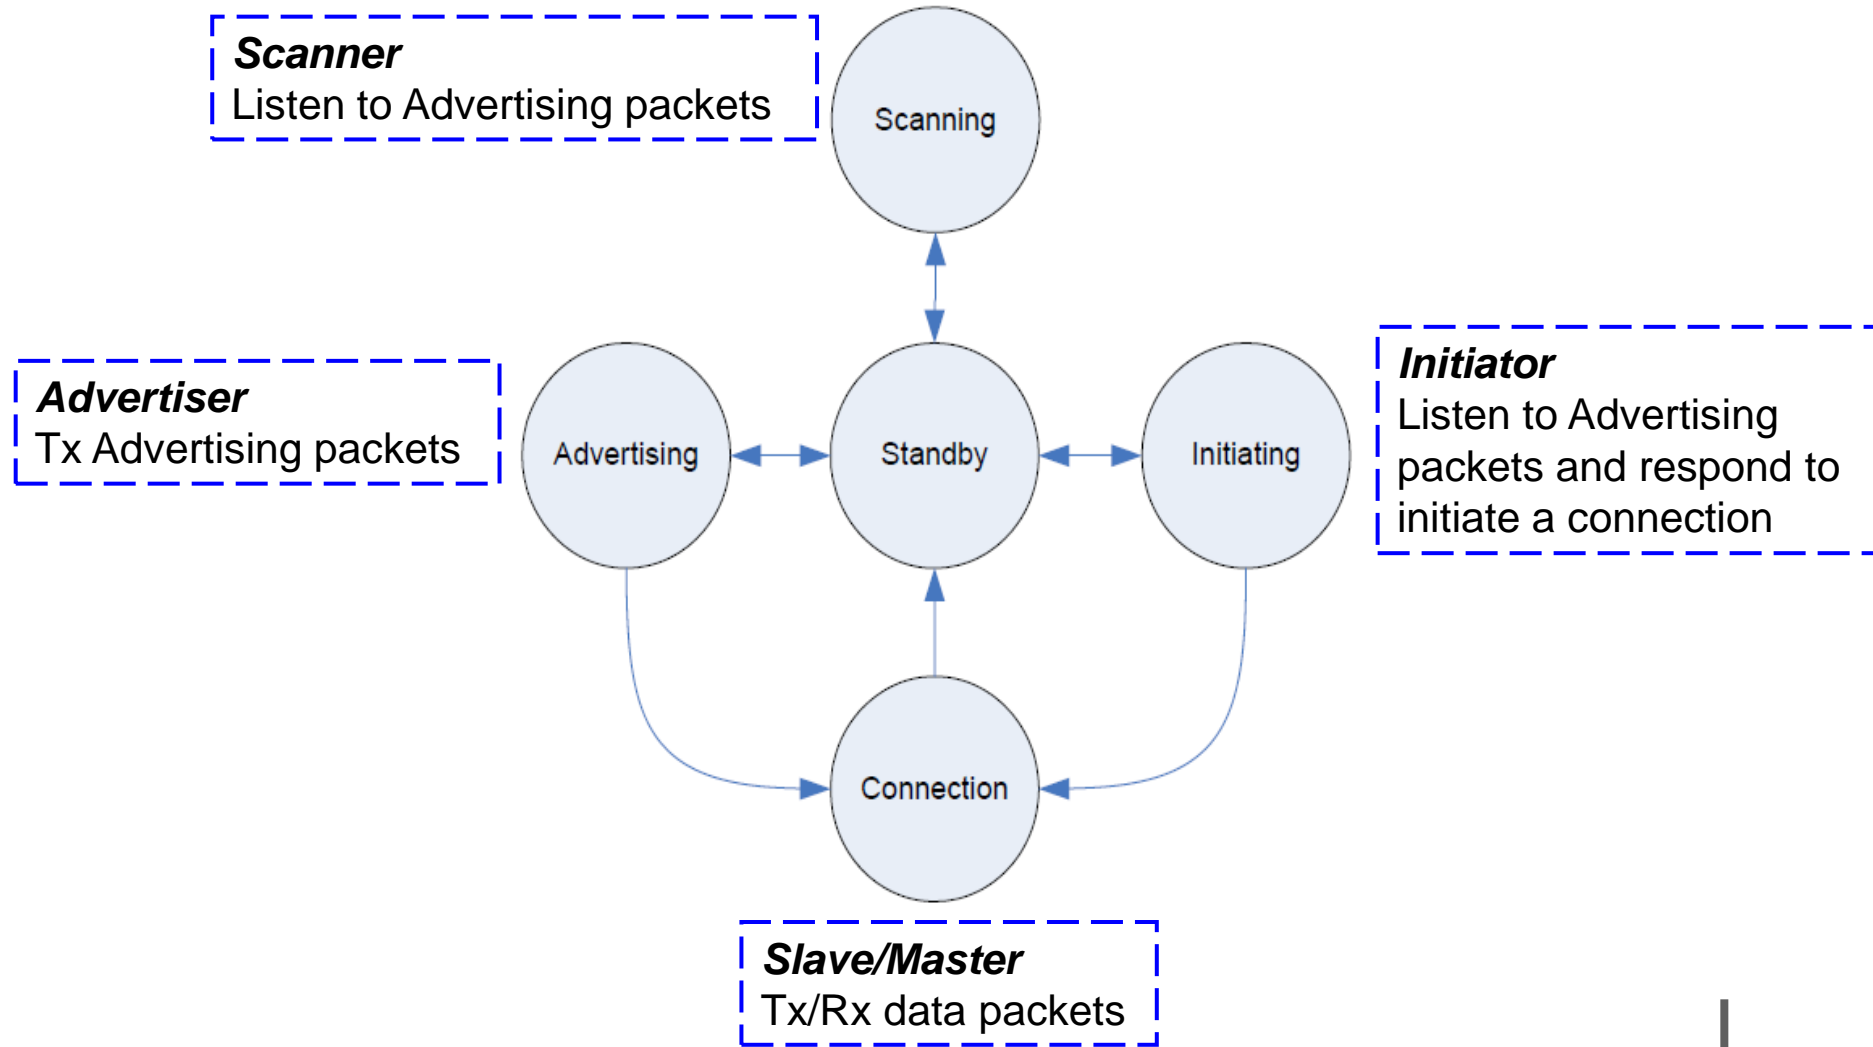 Scanner
Listen to Advertising packets
Scanning
Advertiser
Tx Advertising packets
Advertising
Standby
Initiating
Initiator
Listen to Advertising
packets and respond to
initiate a connection
Connection
Slave/Master
Tx/Rx data packets